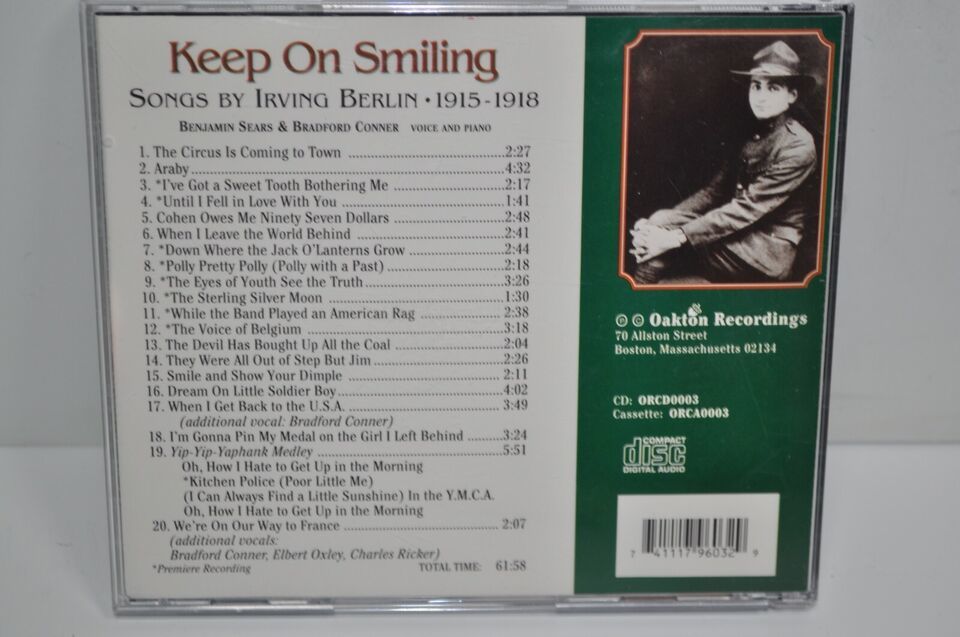 Keep On Smiling
SONGS BY IRVING BERLIN • 1915-1918
BENJAMIN SEARS & BRADFORD CONNER VOICE AND PIANO
1. The Circus Is Coming to Town ........ 2:27
2. Araby ........ 4:32
3. *I've Got a Sweet Tooth Bothering Me ........ 2:17
4. *Until I Fell in Love With You ........ 1:41
5. Cohen Owes Me Ninety Seven Dollars ........ 2:48
6. When I Leave the World Behind ........ 2:41
7. *Down Where the Jack O'Lanterns Grow ........ 2:44
8. *Polly Pretty Polly (Polly with a Past) ........ 2:18
9. *The Eyes of Youth See the Truth ........ 3:26
10. *The Sterling Silver Moon ........ 1:30
11. *While the Band Played an American Rag ........ 2:38
12. *The Voice of Belgium ........ 3:18
13. The Devil Has Bought Up All the Coal ........ 2:04
14. They Were All Out of Step But Jim ........ 2:26
15. Smile and Show Your Dimple ........ 2:11
16. Dream On Little Soldier Boy ........ 4:02
17. When I Get Back to the U.S.A. ........ 3:49
(additional vocal: Bradford Conner)
18. I'm Gonna Pin My Medal on the Girl I Left Behind ........ 3:24
19. Yip-Yip-Yaphank Medley ........ 5:51
Oh, How I Hate to Get Up in the Morning
*Kitchen Police (Poor Little Me)
(I Can Always Find a Little Sunshine) In the Y.M.C.A.
Oh, How I Hate to Get Up in the Morning
20. We're On Our Way to France ........ 2:07
(additional vocals:
Bradford Conner, Elbert Oxley, Charles Ricker)
*Premiere Recording TOTAL TIME: 61:58
℗ © Oakton Recordings
70 Allston Street
Boston, Massachusetts 02134
CD: ORCD0003
Cassette: ORCA0003
COMPACT
disc
DIGITAL AUDIO
7 41117 96032 9